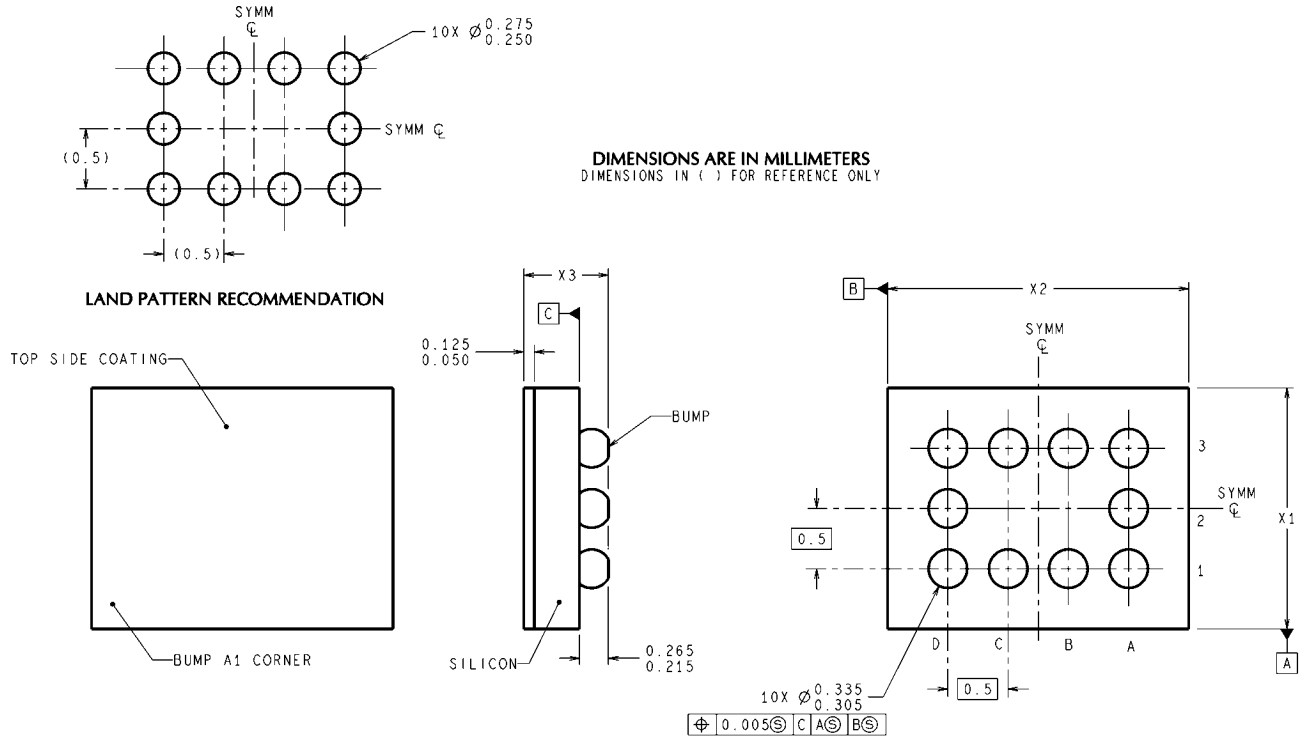 SYMM
℄
10X Ø 0.275
0.250
SYMM ℄
(0.5)
(0.5)
DIMENSIONS ARE IN MILLIMETERS
DIMENSIONS IN ( ) FOR REFERENCE ONLY
LAND PATTERN RECOMMENDATION
TOP SIDE COATING
BUMP A1 CORNER
X3
C
0.125
0.050
BUMP
SILICON
0.265
0.215
B
X2
SYMM
℄
3
SYMM
℄
2
X1
0.5
1
D C B A
A
0.5
10X Ø 0.335
0.305
⌖ 0.005Ⓢ C AⓈ BⓈ